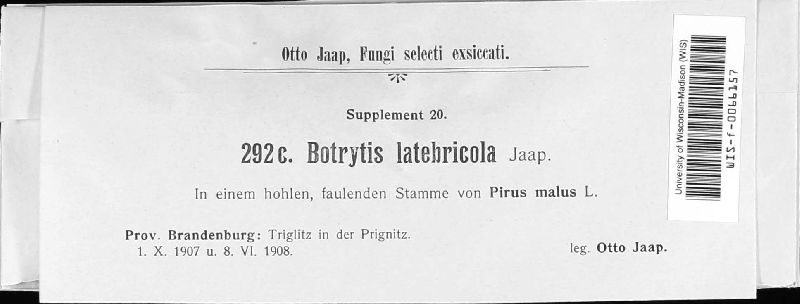 Otto Jaap, Fungi selecti exsiccati.
Supplement 20.
292c. Botrytis latebricola Jaap.
In einem hohlen, faulenden Stamme von Pirus malus L.
Prov. Brandenburg: Triglitz in der Prignitz.
1. X. 1907 u. 8. VI. 1908.
leg. Otto Jaap.
University of Wisconsin-Madison (WIS)
WIS-f-0066157